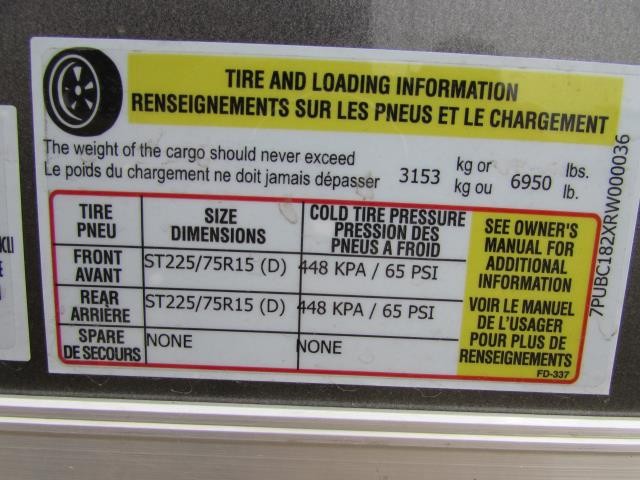 TIRE AND LOADING INFORMATION
RENSEIGNEMENTS SUR LES PNEUS ET LE CHARGEMENT
The weight of the cargo should never exceed
Le poids du chargement ne doit jamais dépasser
3153
kg or
kg ou
6950
lbs.
lb.
TIRE
PNEU
SIZE
DIMENSIONS
COLD TIRE PRESSURE
PRESSION DES
PNEUS A FROID
FRONT
AVANT
ST225/75R15 (D)
448 KPA / 65 PSI
REAR
ARRIÈRE
ST225/75R15 (D)
448 KPA / 65 PSI
SPARE
DE SECOURS
NONE
NONE
SEE OWNER'S
MANUAL FOR
ADDITIONAL
INFORMATION
VOIR LE MANUEL
DE L'USAGER
POUR PLUS DE
RENSEIGNEMENTS
FD-337
7PUBC182XRW000036